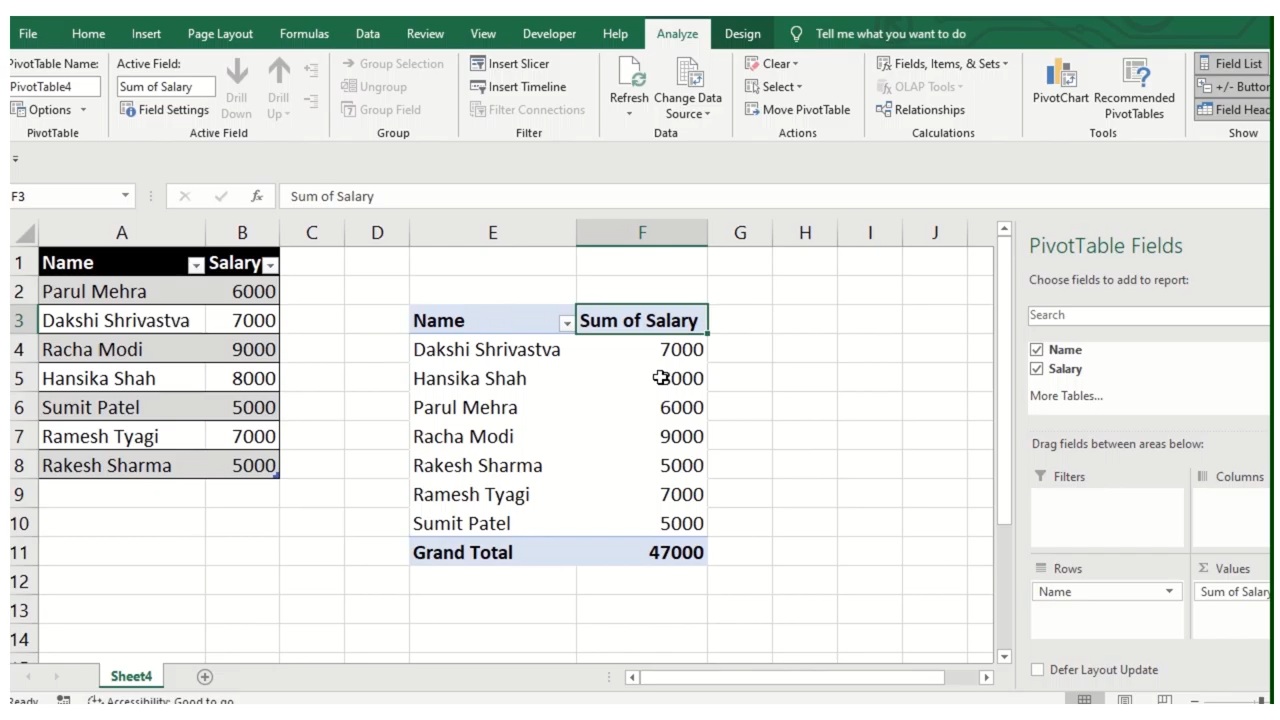 File Home Insert Page Layout Formulas Data Review View Developer Help Analyze Design Tell me what you want to do
PivotTable Name: Active Field: Group Selection Insert Slicer Clear Fields, Items, & Sets Field List
PivotTable4 Sum of Salary Drill Down Drill Up Ungroup Insert Timeline Refresh Change Data Source Select OLAP Tools PivotChart Recommended PivotTables +/- Button
Options Field Settings Group Field Filter Connections Move PivotTable Relationships Field Head
PivotTable Active Field Group Filter Data Actions Calculations Tools Show
F3 fx Sum of Salary
A B C D E F G H I J
1 Name Salary
2 Parul Mehra 6000
3 Dakshi Shrivastva 7000 Name Sum of Salary
4 Racha Modi 9000 Dakshi Shrivastva 7000
5 Hansika Shah 8000 Hansika Shah 8000
6 Sumit Patel 5000 Parul Mehra 6000
7 Ramesh Tyagi 7000 Racha Modi 9000
8 Rakesh Sharma 5000 Rakesh Sharma 5000
9 Ramesh Tyagi 7000
10 Sumit Patel 5000
11 Grand Total 47000
12
13
14
PivotTable Fields
Choose fields to add to report:
Search
Name
Salary
More Tables...
Drag fields between areas below:
Filters Columns
Rows Σ Values
Name Sum of Salary
Defer Layout Update
Sheet4
Ready Accessibility: Good to go